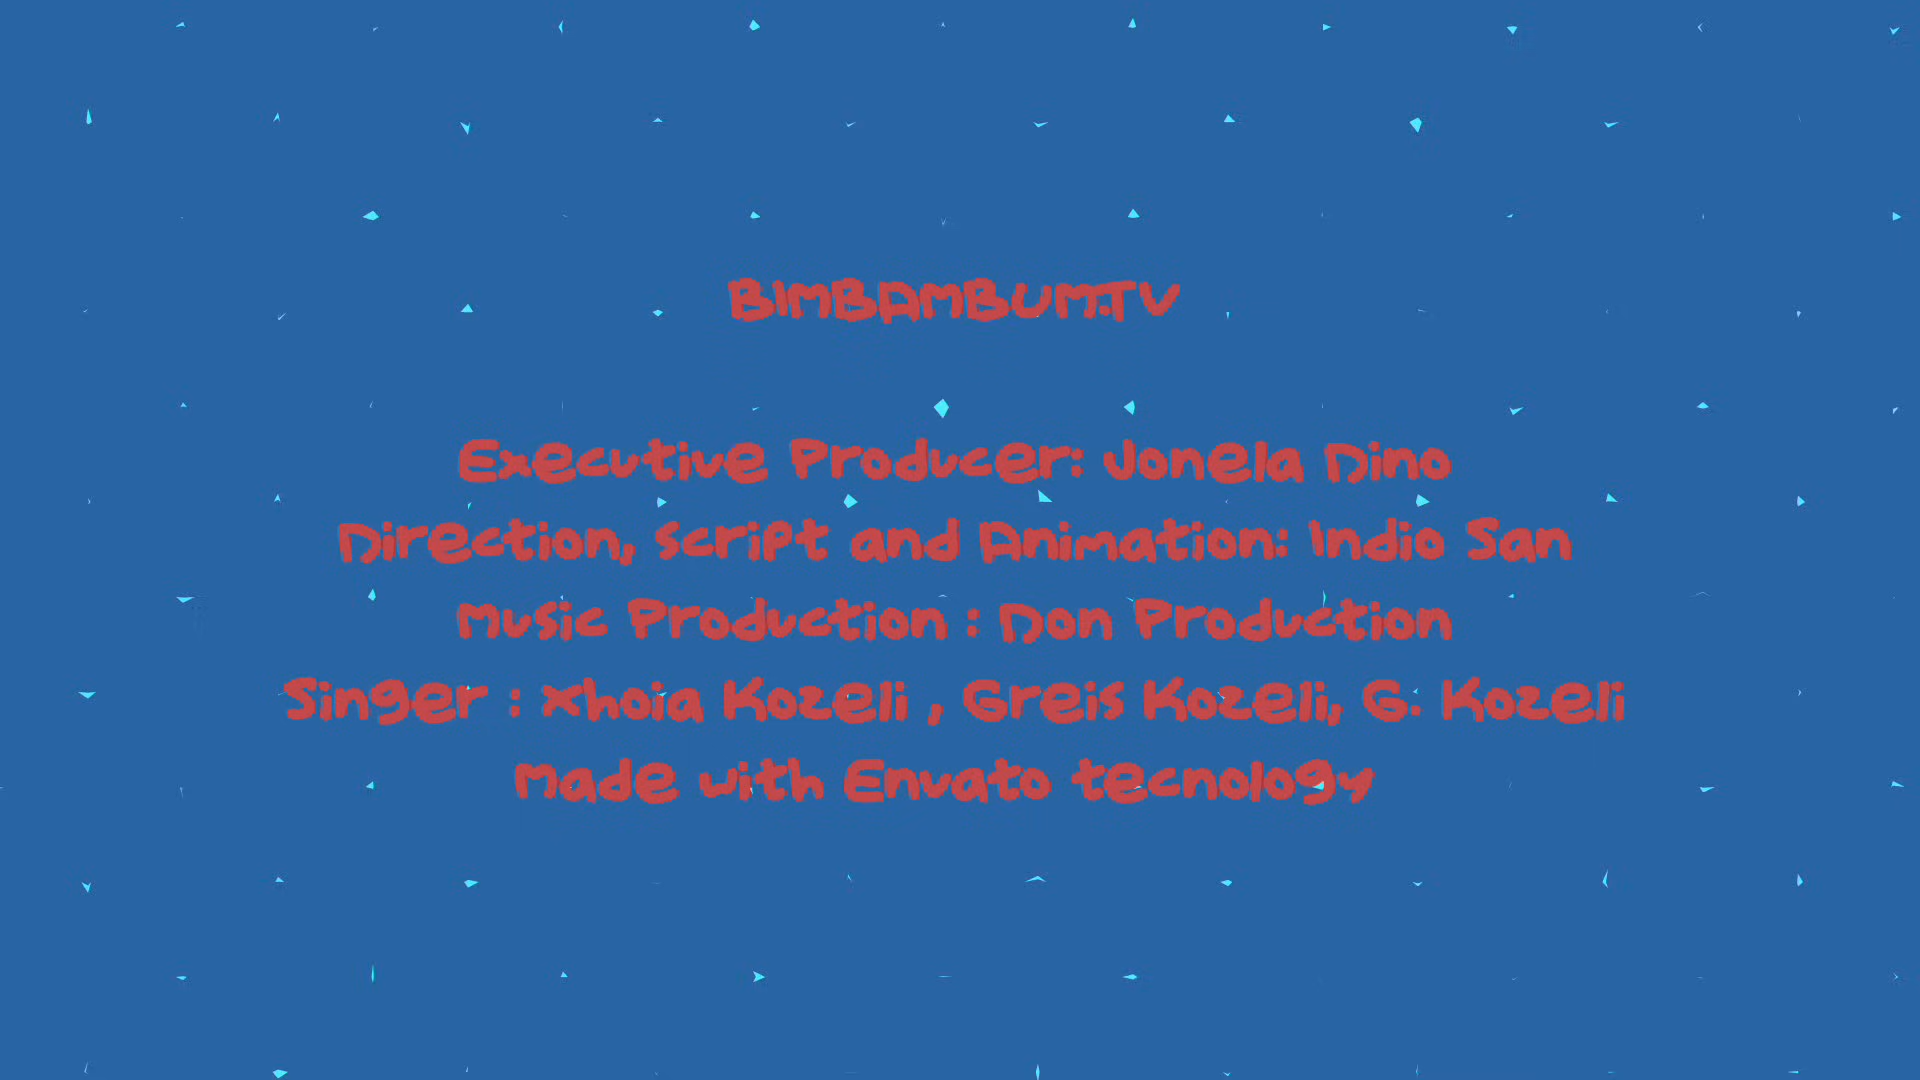 BIMBAMBUM.TV
Executive Producer: Jonela Dino
Direction, script and Animation: Indio San
Music Production : Don Production
Singer : Xhoia Kozeli , Greis Kozeli, G. Kozeli
Made with Envato tecnology